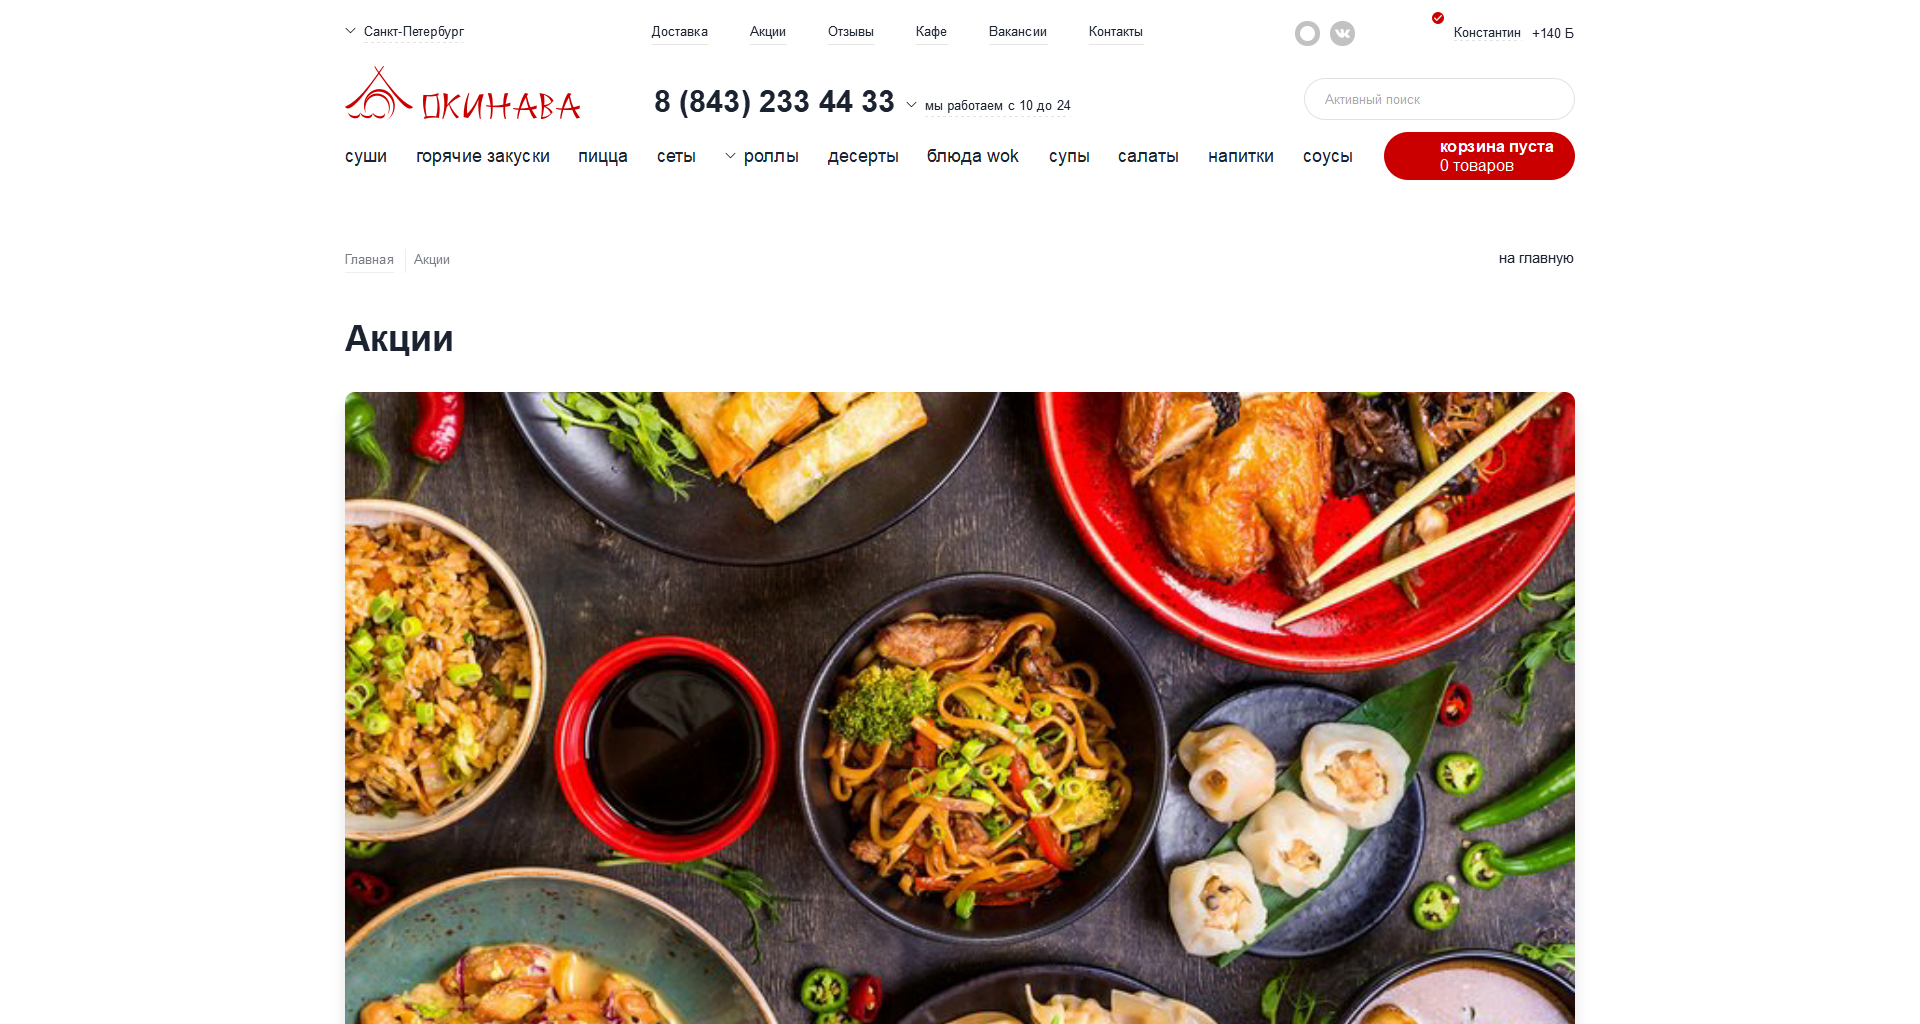 Санкт-Петербург Доставка Акции Отзывы Кафе Вакансии Контакты Константин +140 Б
ОКИНАВА 8 (843) 233 44 33 мы работаем с 10 до 24 Активный поиск
суши горячие закуски пицца сеты роллы десерты блюда wok супы салаты напитки соусы
корзина пуста
0 товаров
Главная Акции на главную
Акции